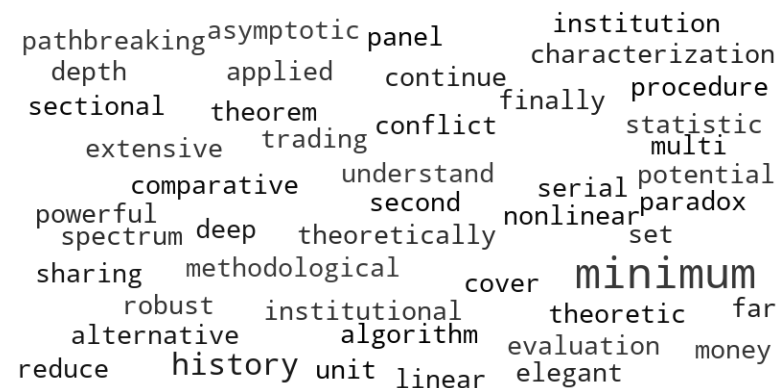 institution
pathbreaking asymptotic panel
characterization
depth applied continue
procedure
finally
sectional theorem
conflict statistic
trading
extensive multi
understand potential
comparative serial
second paradox
powerful nonlinear
spectrum deep theoretically set
sharing methodological minimum
cover
robust institutional theoretic far
alternative algorithm
evaluation money
reduce history unit linear elegant